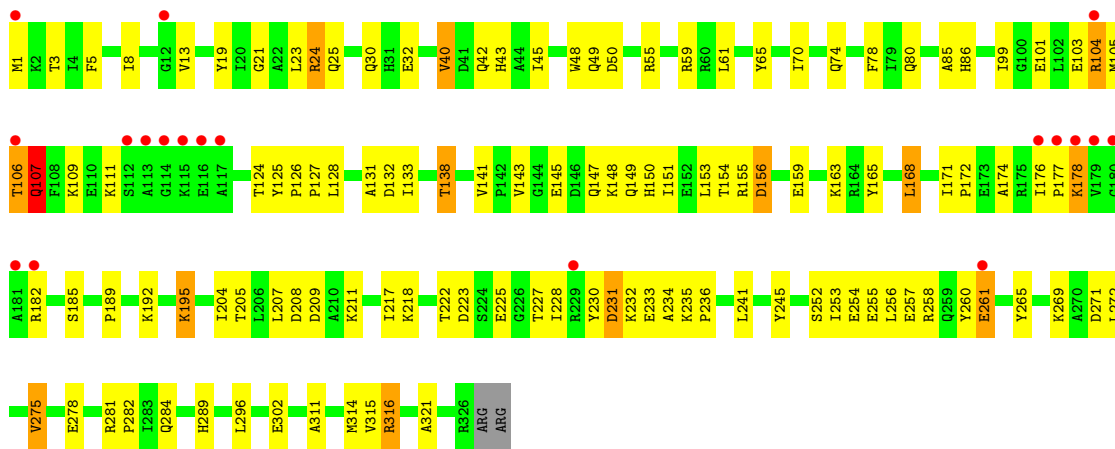 M1 K2 T3 I4 F5 I8 G12 V13 Y19 I20 G21 A22 L23 R24 Q25 Q30 H31 E32 V40 D41 Q42 H43 A44 I45 W48 Q49 D50 R55 R59 R60 L61 Y65 I70 Q74 F78 I79 Q80 A85 H86 I99 G100 E101 L102 E103 R104 M105
T106 Q107 F108 K109 E110 K111 S112 A113 G114 K115 E116 A117 T124 Y125 P126 P127 L128 A131 D132 I133 T138 V141 P142 V143 G144 E145 D146 Q147 K148 Q149 H150 I151 E152 L153 T154 R155 D156 E159 K163 R164 Y165 L168 I171 P172 E173 A174 R175 I176 P177 K178 V179 G180
A181 R182 S185 P189 K192 K195 I204 T205 L206 L207 D208 D209 A210 K211 I217 K218 T222 D223 S224 E225 G226 T227 I228 R229 Y230 D231 K232 E233 A234 K235 P236 L241 Y245 S252 I253 E254 E255 L256 E257 R258 Q259 Y260 E261 Y265 K269 A270 D271 L272
V275 E278 R281 P282 I283 Q284 H289 L296 E302 A311 M314 V315 R316 A321 R326 ARG ARG